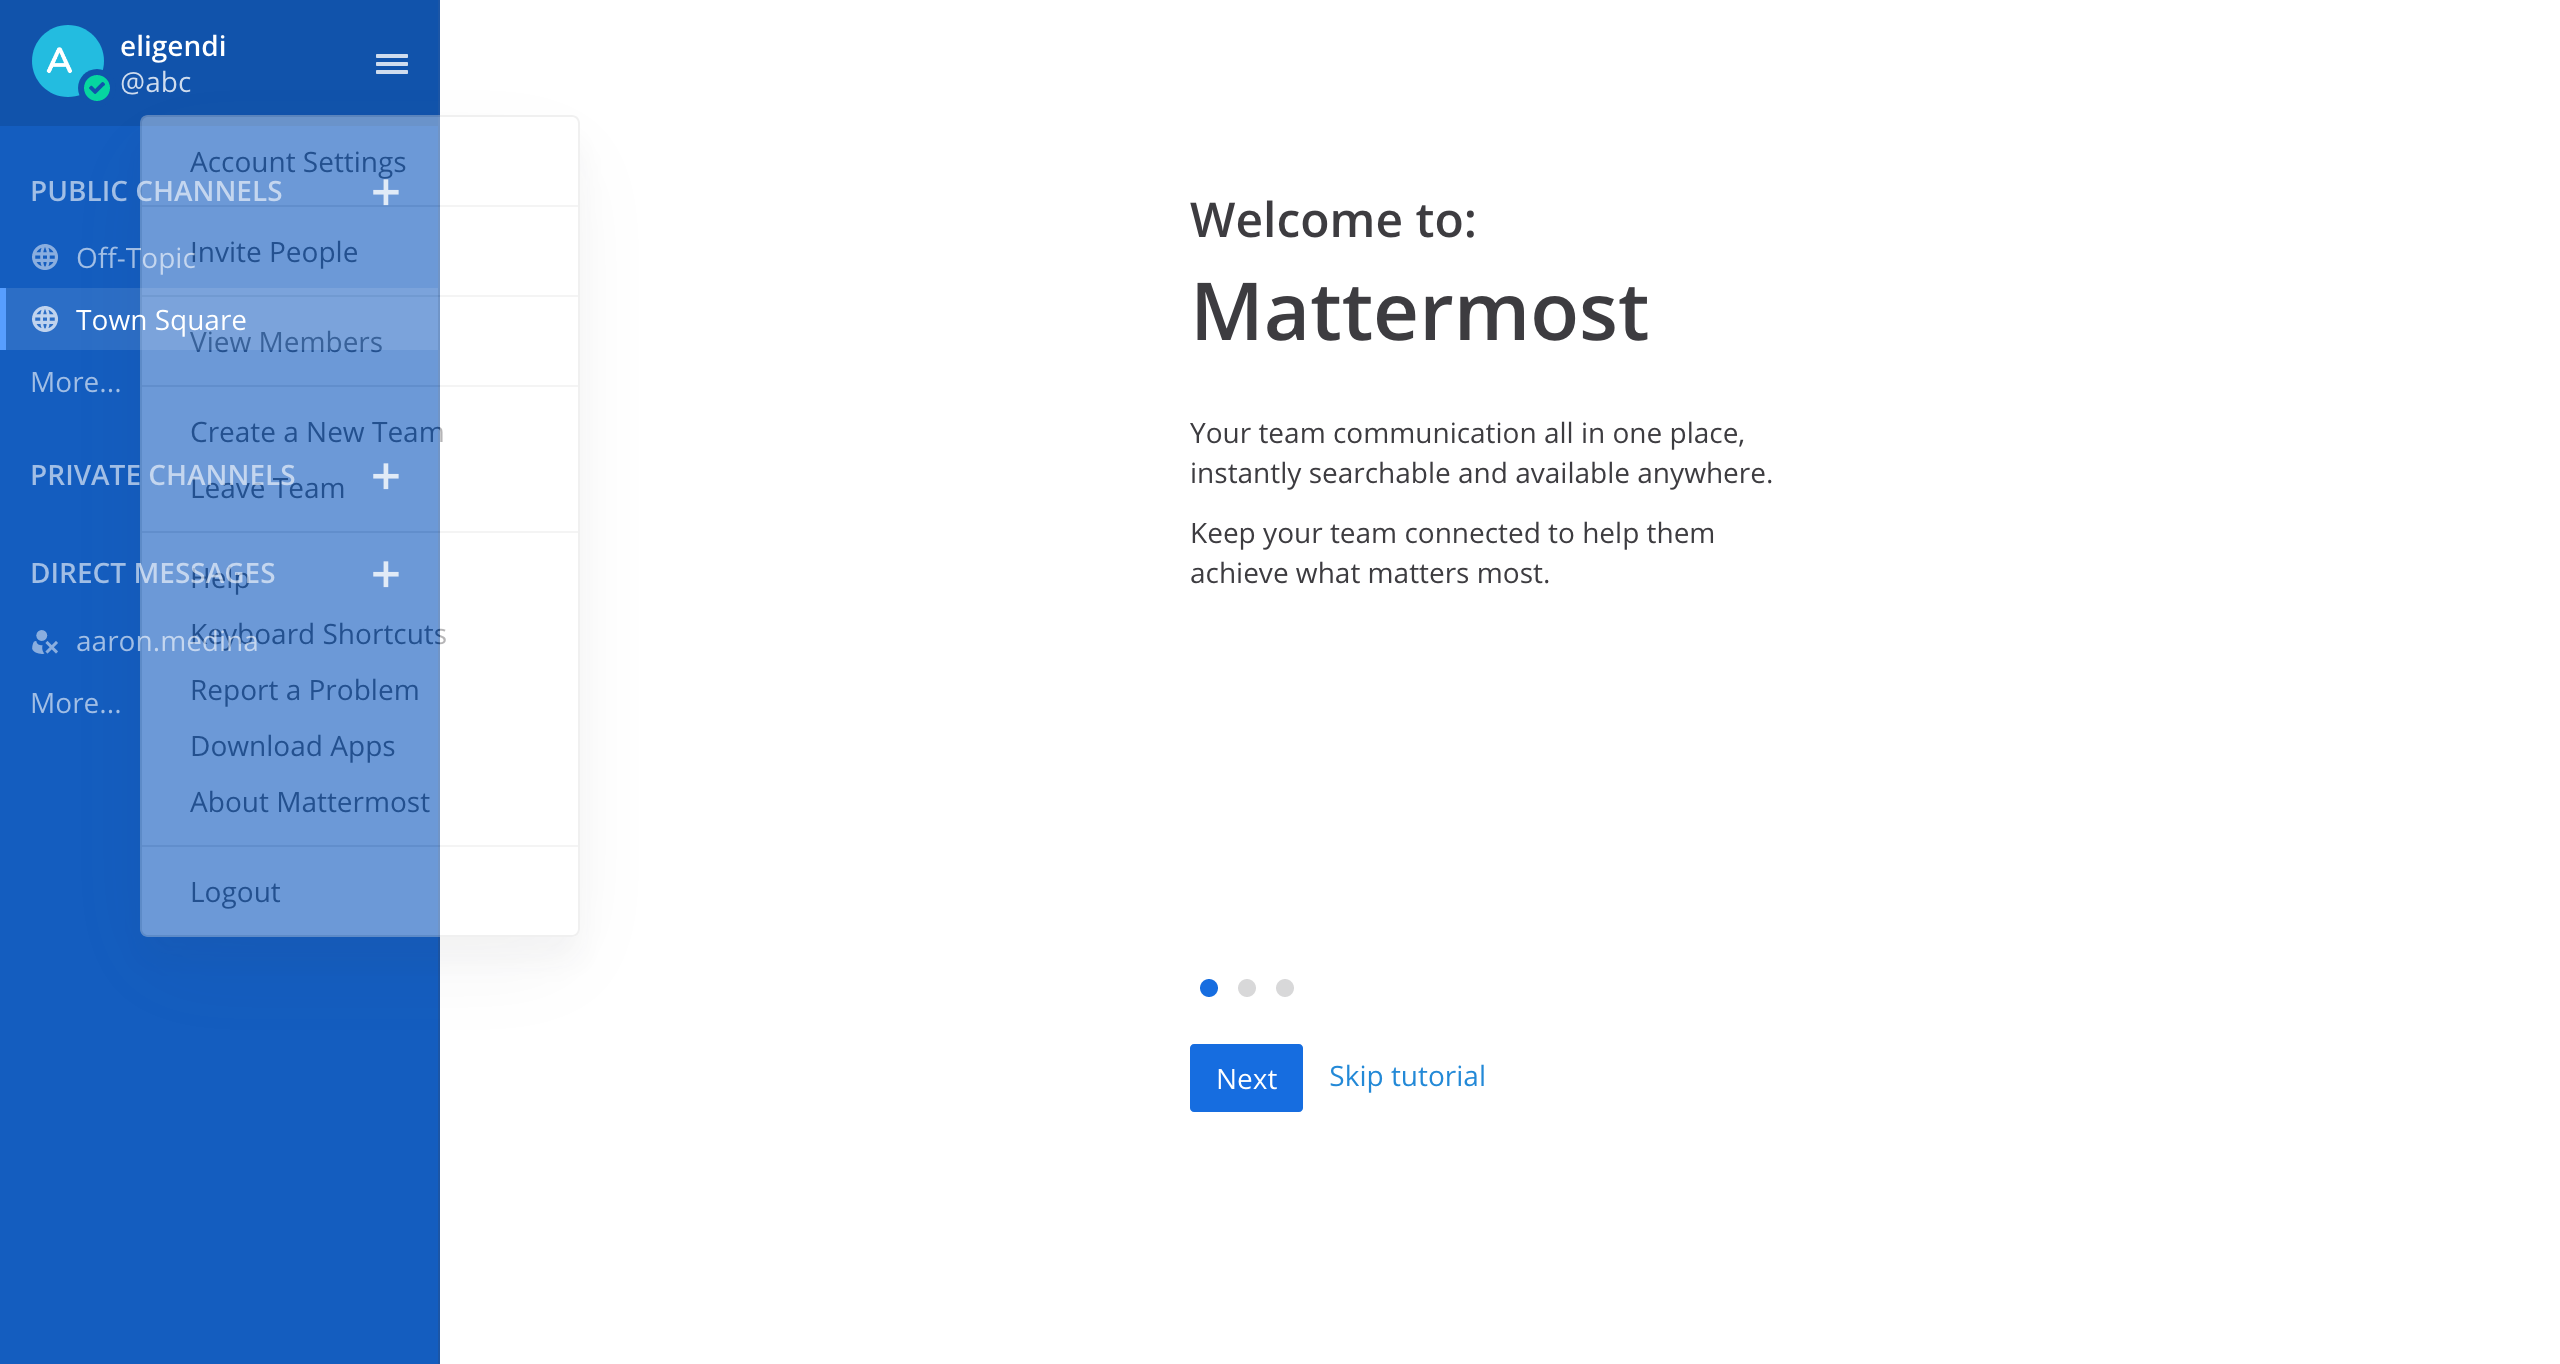 A
eligendi
@abc
PUBLIC CHANNELS
Off-Topic
Town Square
More...
PRIVATE CHANNELS
DIRECT MESSAGES
aaron.medina
More...
Account Settings
Invite People
View Members
Create a New Team
Leave Team
Help
Keyboard Shortcuts
Report a Problem
Download Apps
About Mattermost
Logout
Welcome to:
Mattermost
Your team communication all in one place,
instantly searchable and available anywhere.
Keep your team connected to help them
achieve what matters most.
Next
Skip tutorial